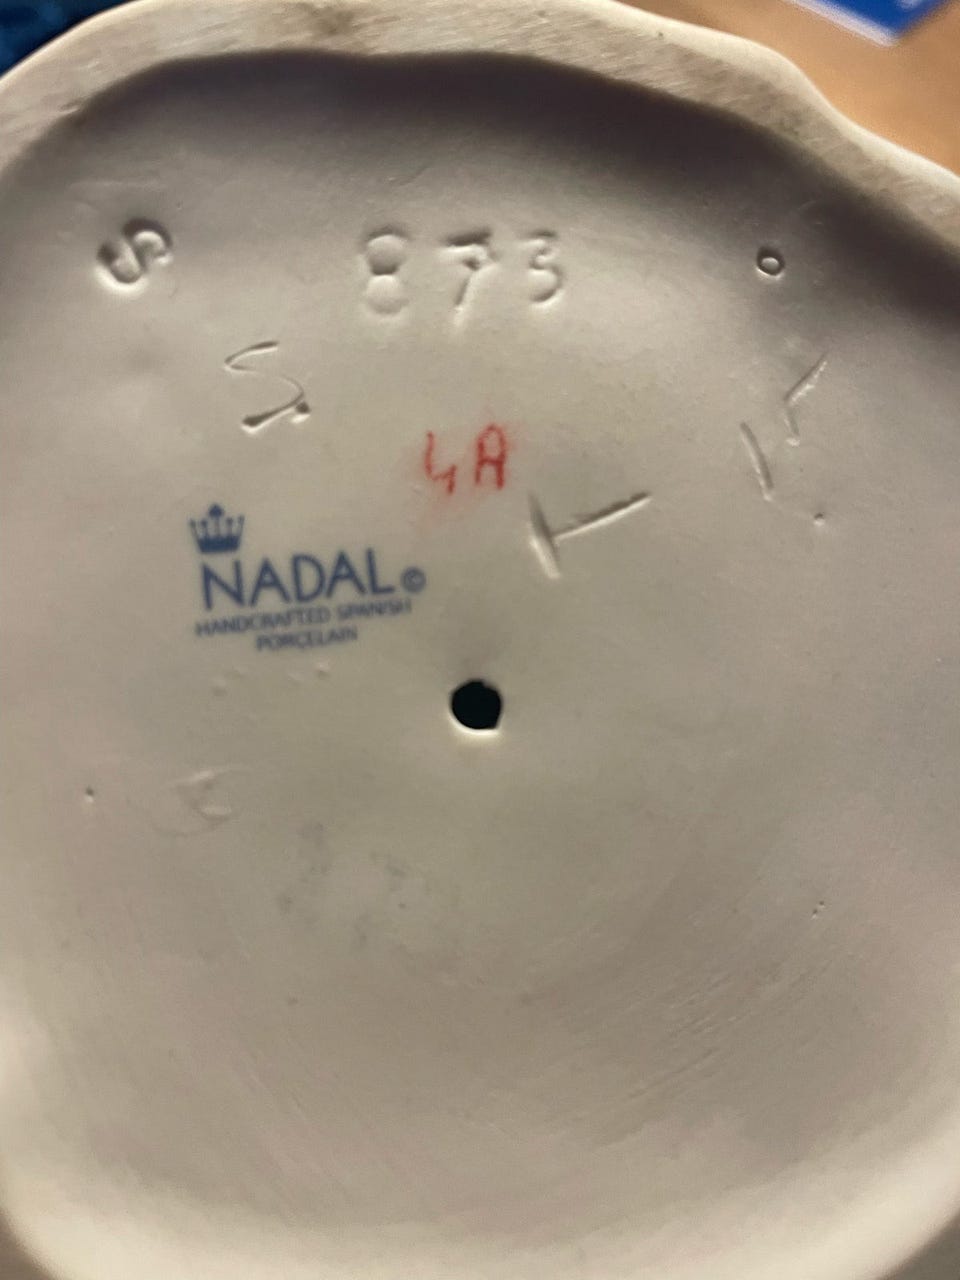 S 873
S
4A
NADAL©
HANDCRAFTED SPANISH
PORCELAIN